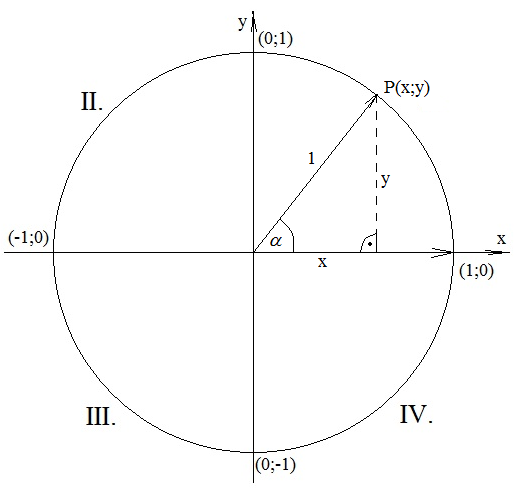 y
(0;1)
P(x;y)
II.
1
y
(-1;0)
α
x
x
(1;0)
III.
IV.
(0;-1)